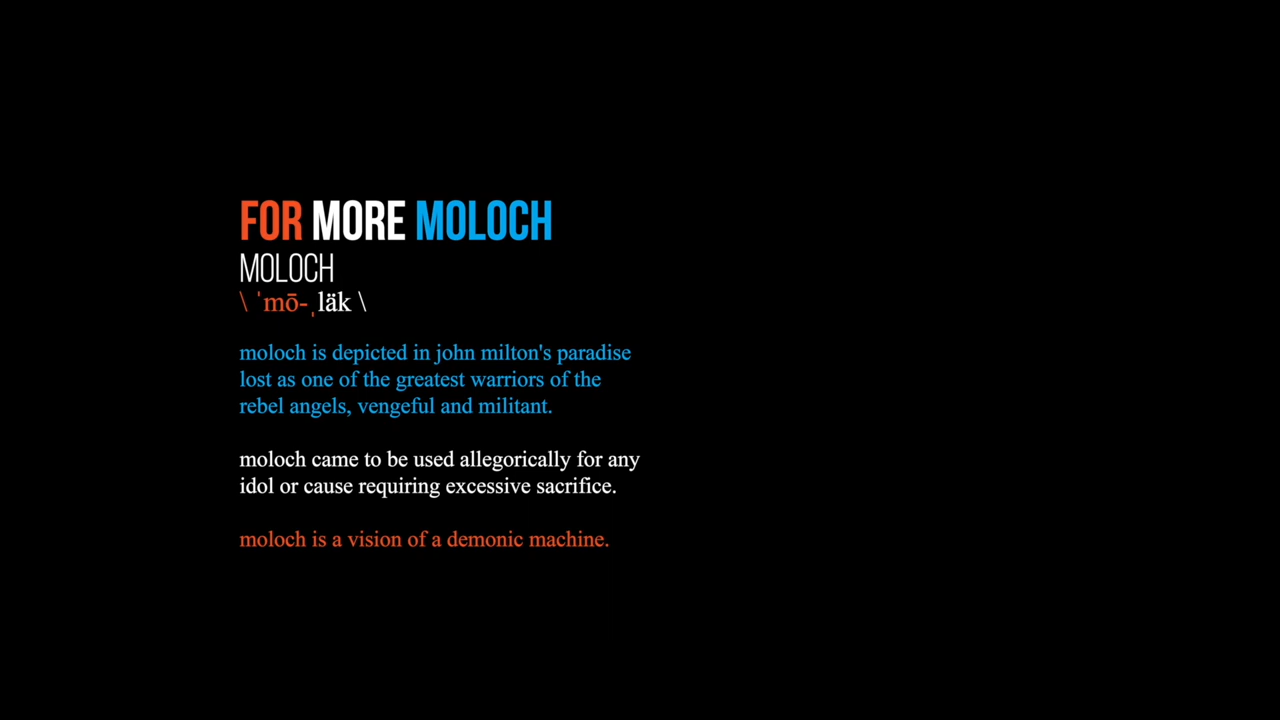 FOR MORE MOLOCH
MOLOCH
\ ˈmō-ˌläk \
moloch is depicted in john milton's paradise
lost as one of the greatest warriors of the
rebel angels, vengeful and militant.
moloch came to be used allegorically for any
idol or cause requiring excessive sacrifice.
moloch is a vision of a demonic machine.